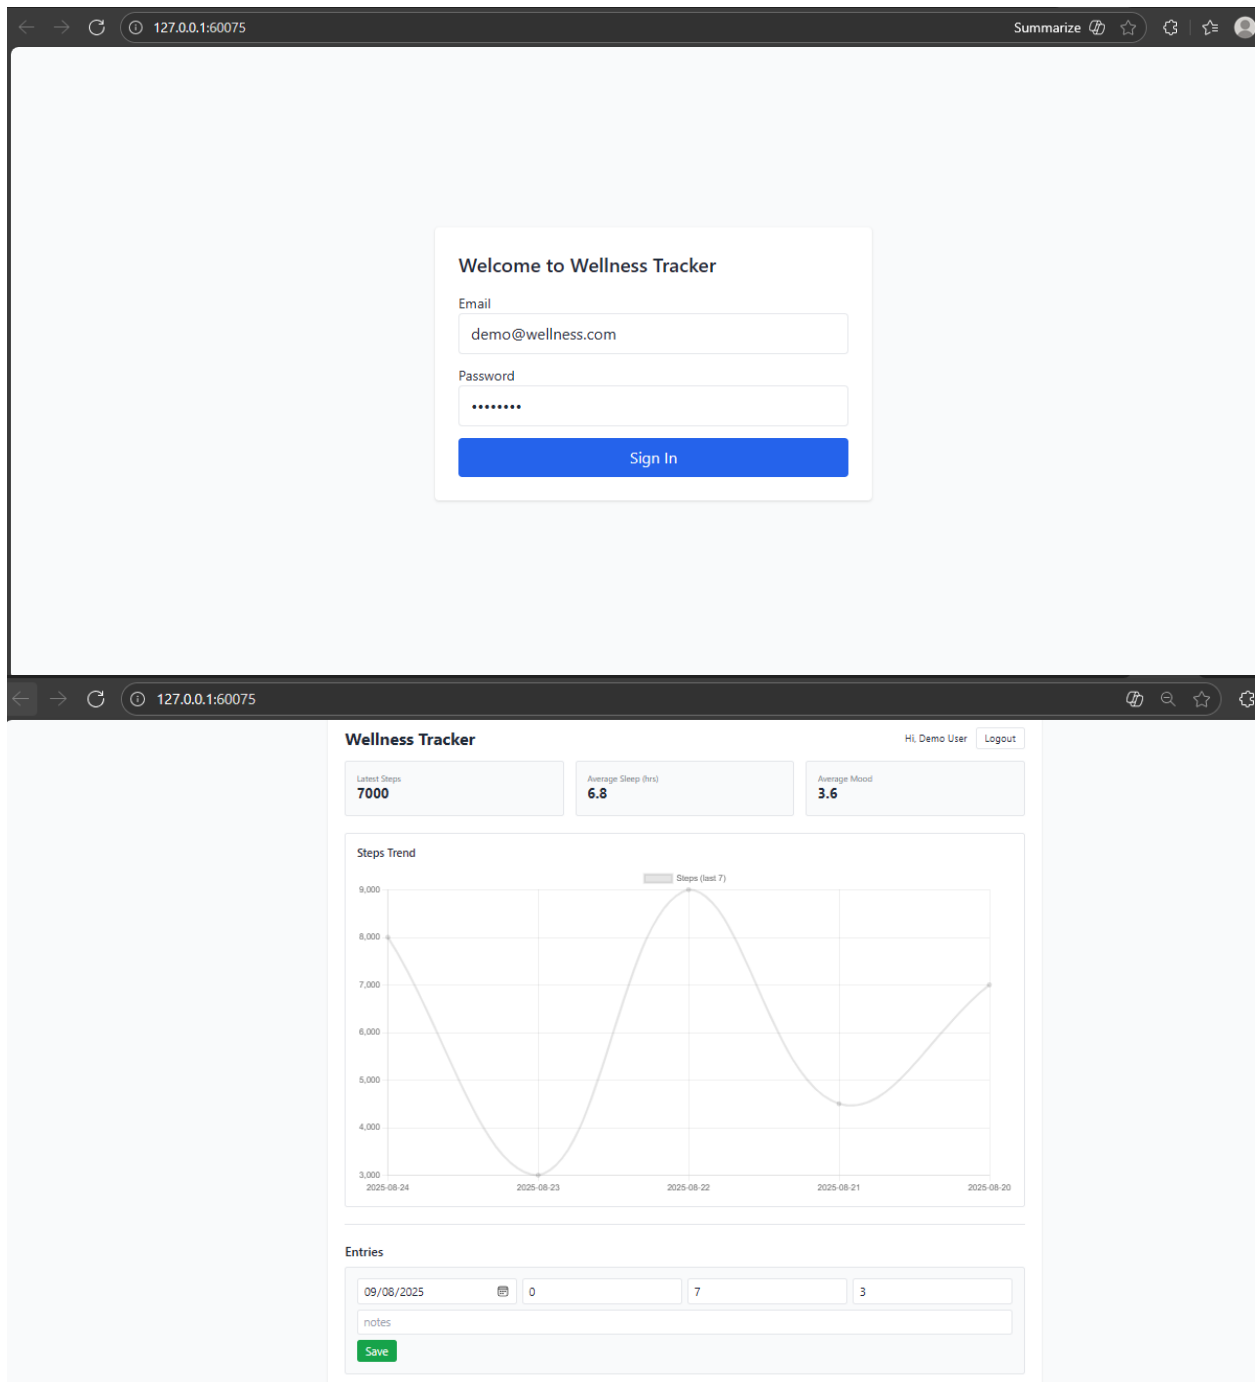 127.0.0.1:60075 Summarize
Welcome to Wellness Tracker
Email
demo@wellness.com
Password
••••••••
Sign In
127.0.0.1:60075
Wellness Tracker Hi, Demo User Logout
Latest Steps Average Sleep (hrs) Average Mood
7000 6.8 3.6
Steps Trend
Steps (last 7)
9,000
8,000
7,000
6,000
5,000
4,000
3,000
2025-08-24 2025-08-23 2025-08-22 2025-08-21 2025-08-20
Entries
09/08/2025 0 7 3
notes
Save